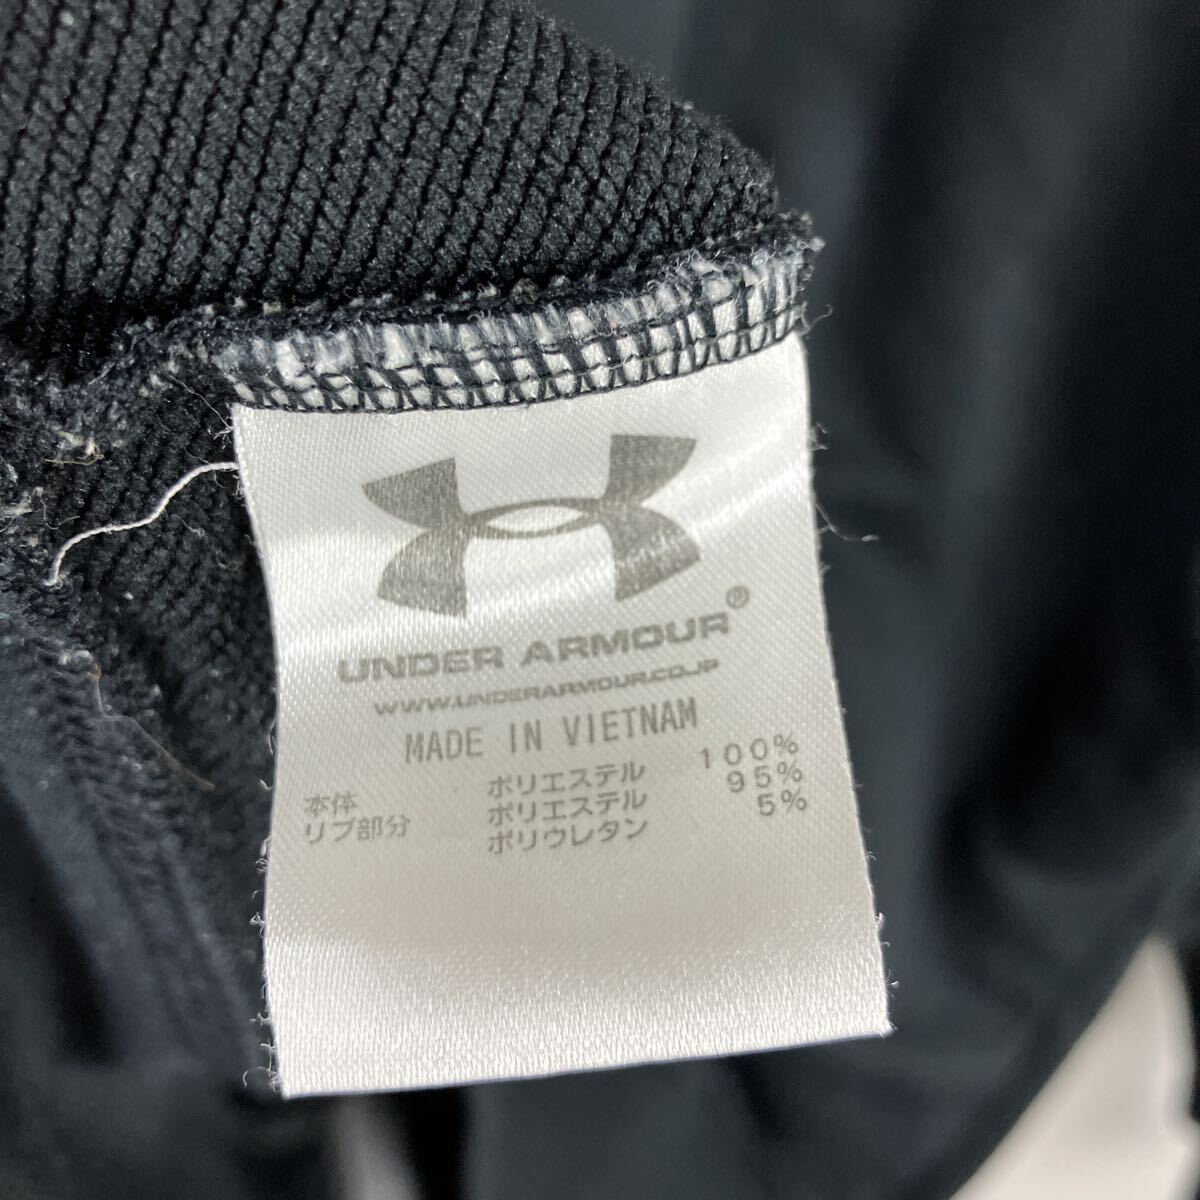 UNDER ARMOUR®
WWW.UNDERARMOUR.CO.JP
MADE IN VIETNAM
本体 ポリエステル 100%
リブ部分 ポリエステル 95%
ポリウレタン 5%